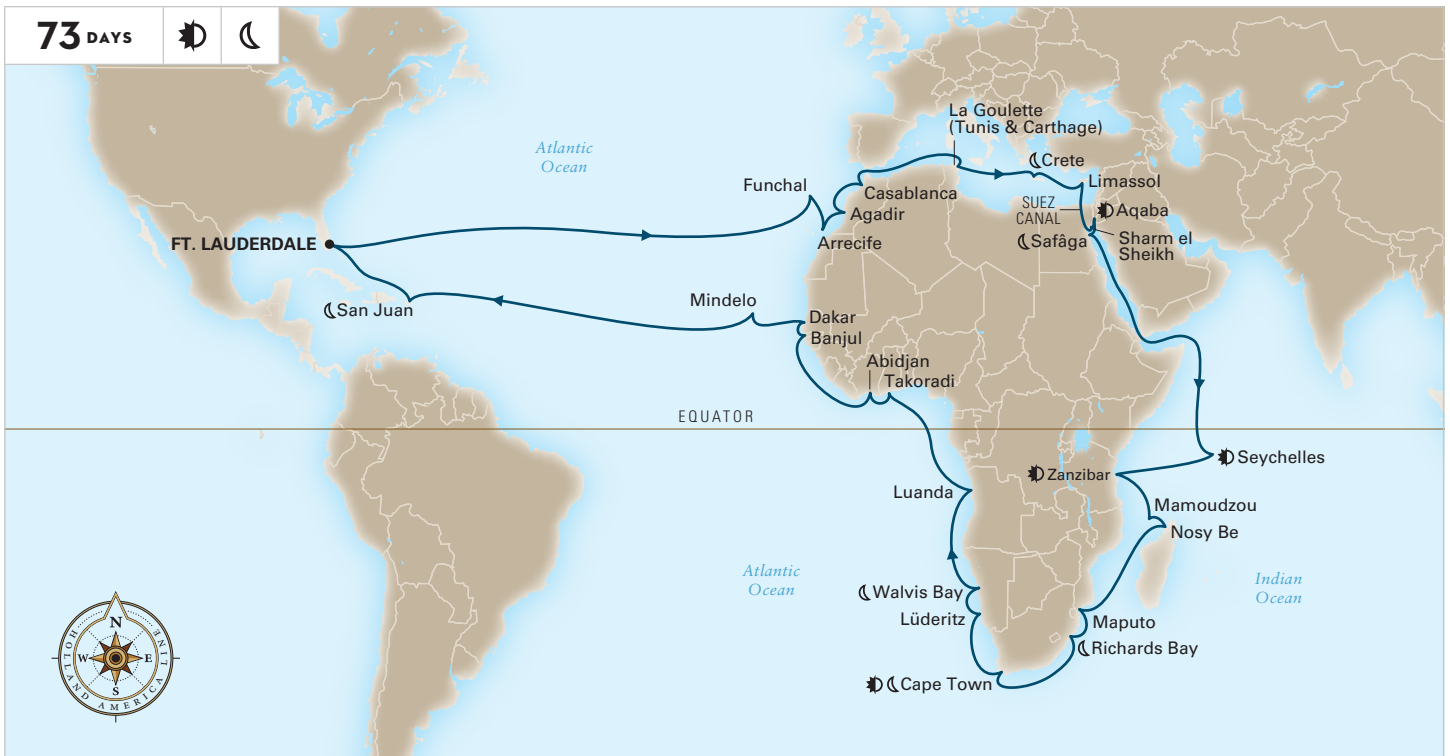 73 DAYS
Atlantic
Ocean
La Goulette
(Tunis & Carthage)
Crete
Limassol
SUEZ
CANAL
Aqaba
Safâga
Sharm el
Sheikh
Funchal
Casablanca
Agadir
Arrecife
FT. LAUDERDALE
San Juan
Mindelo
Dakar
Banjul
Abidjan
Takoradi
EQUATOR
Seychelles
Zanzibar
Luanda
Mamoudzou
Nosy Be
Atlantic
Ocean
Indian
Ocean
Walvis Bay
Lüderitz
Maputo
Richards Bay
Cape Town
N
W
E
S
HOLLAND AMERICA LINE